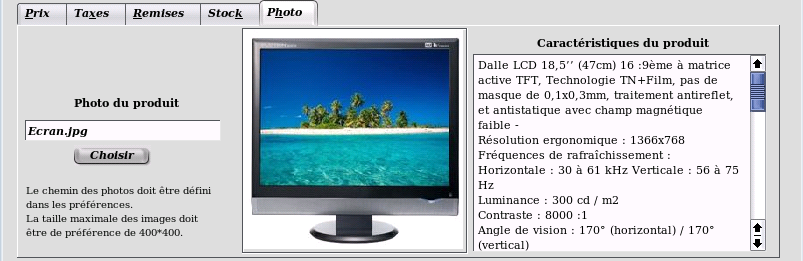 Prix Taxes Remises Stock Photo
Photo du produit
Ecran.jpg
Choisir
Le chemin des photos doit être défini
dans les préférences.
La taille maximale des images doit
être de préférence de 400*400.
Caractéristiques du produit
Dalle LCD 18,5’’ (47cm) 16 :9ème à matrice
active TFT, Technologie TN+Film, pas de
masque de 0,1x0,3mm, traitement antireflet,
et antistatique avec champ magnétique
faible -
Résolution ergonomique : 1366x768
Fréquences de rafraîchissement :
Horizontale : 30 à 61 kHz Verticale : 56 à 75
Hz
Luminance : 300 cd / m2
Contraste : 8000 :1
Angle de vision : 170° (horizontal) / 170°
(vertical)